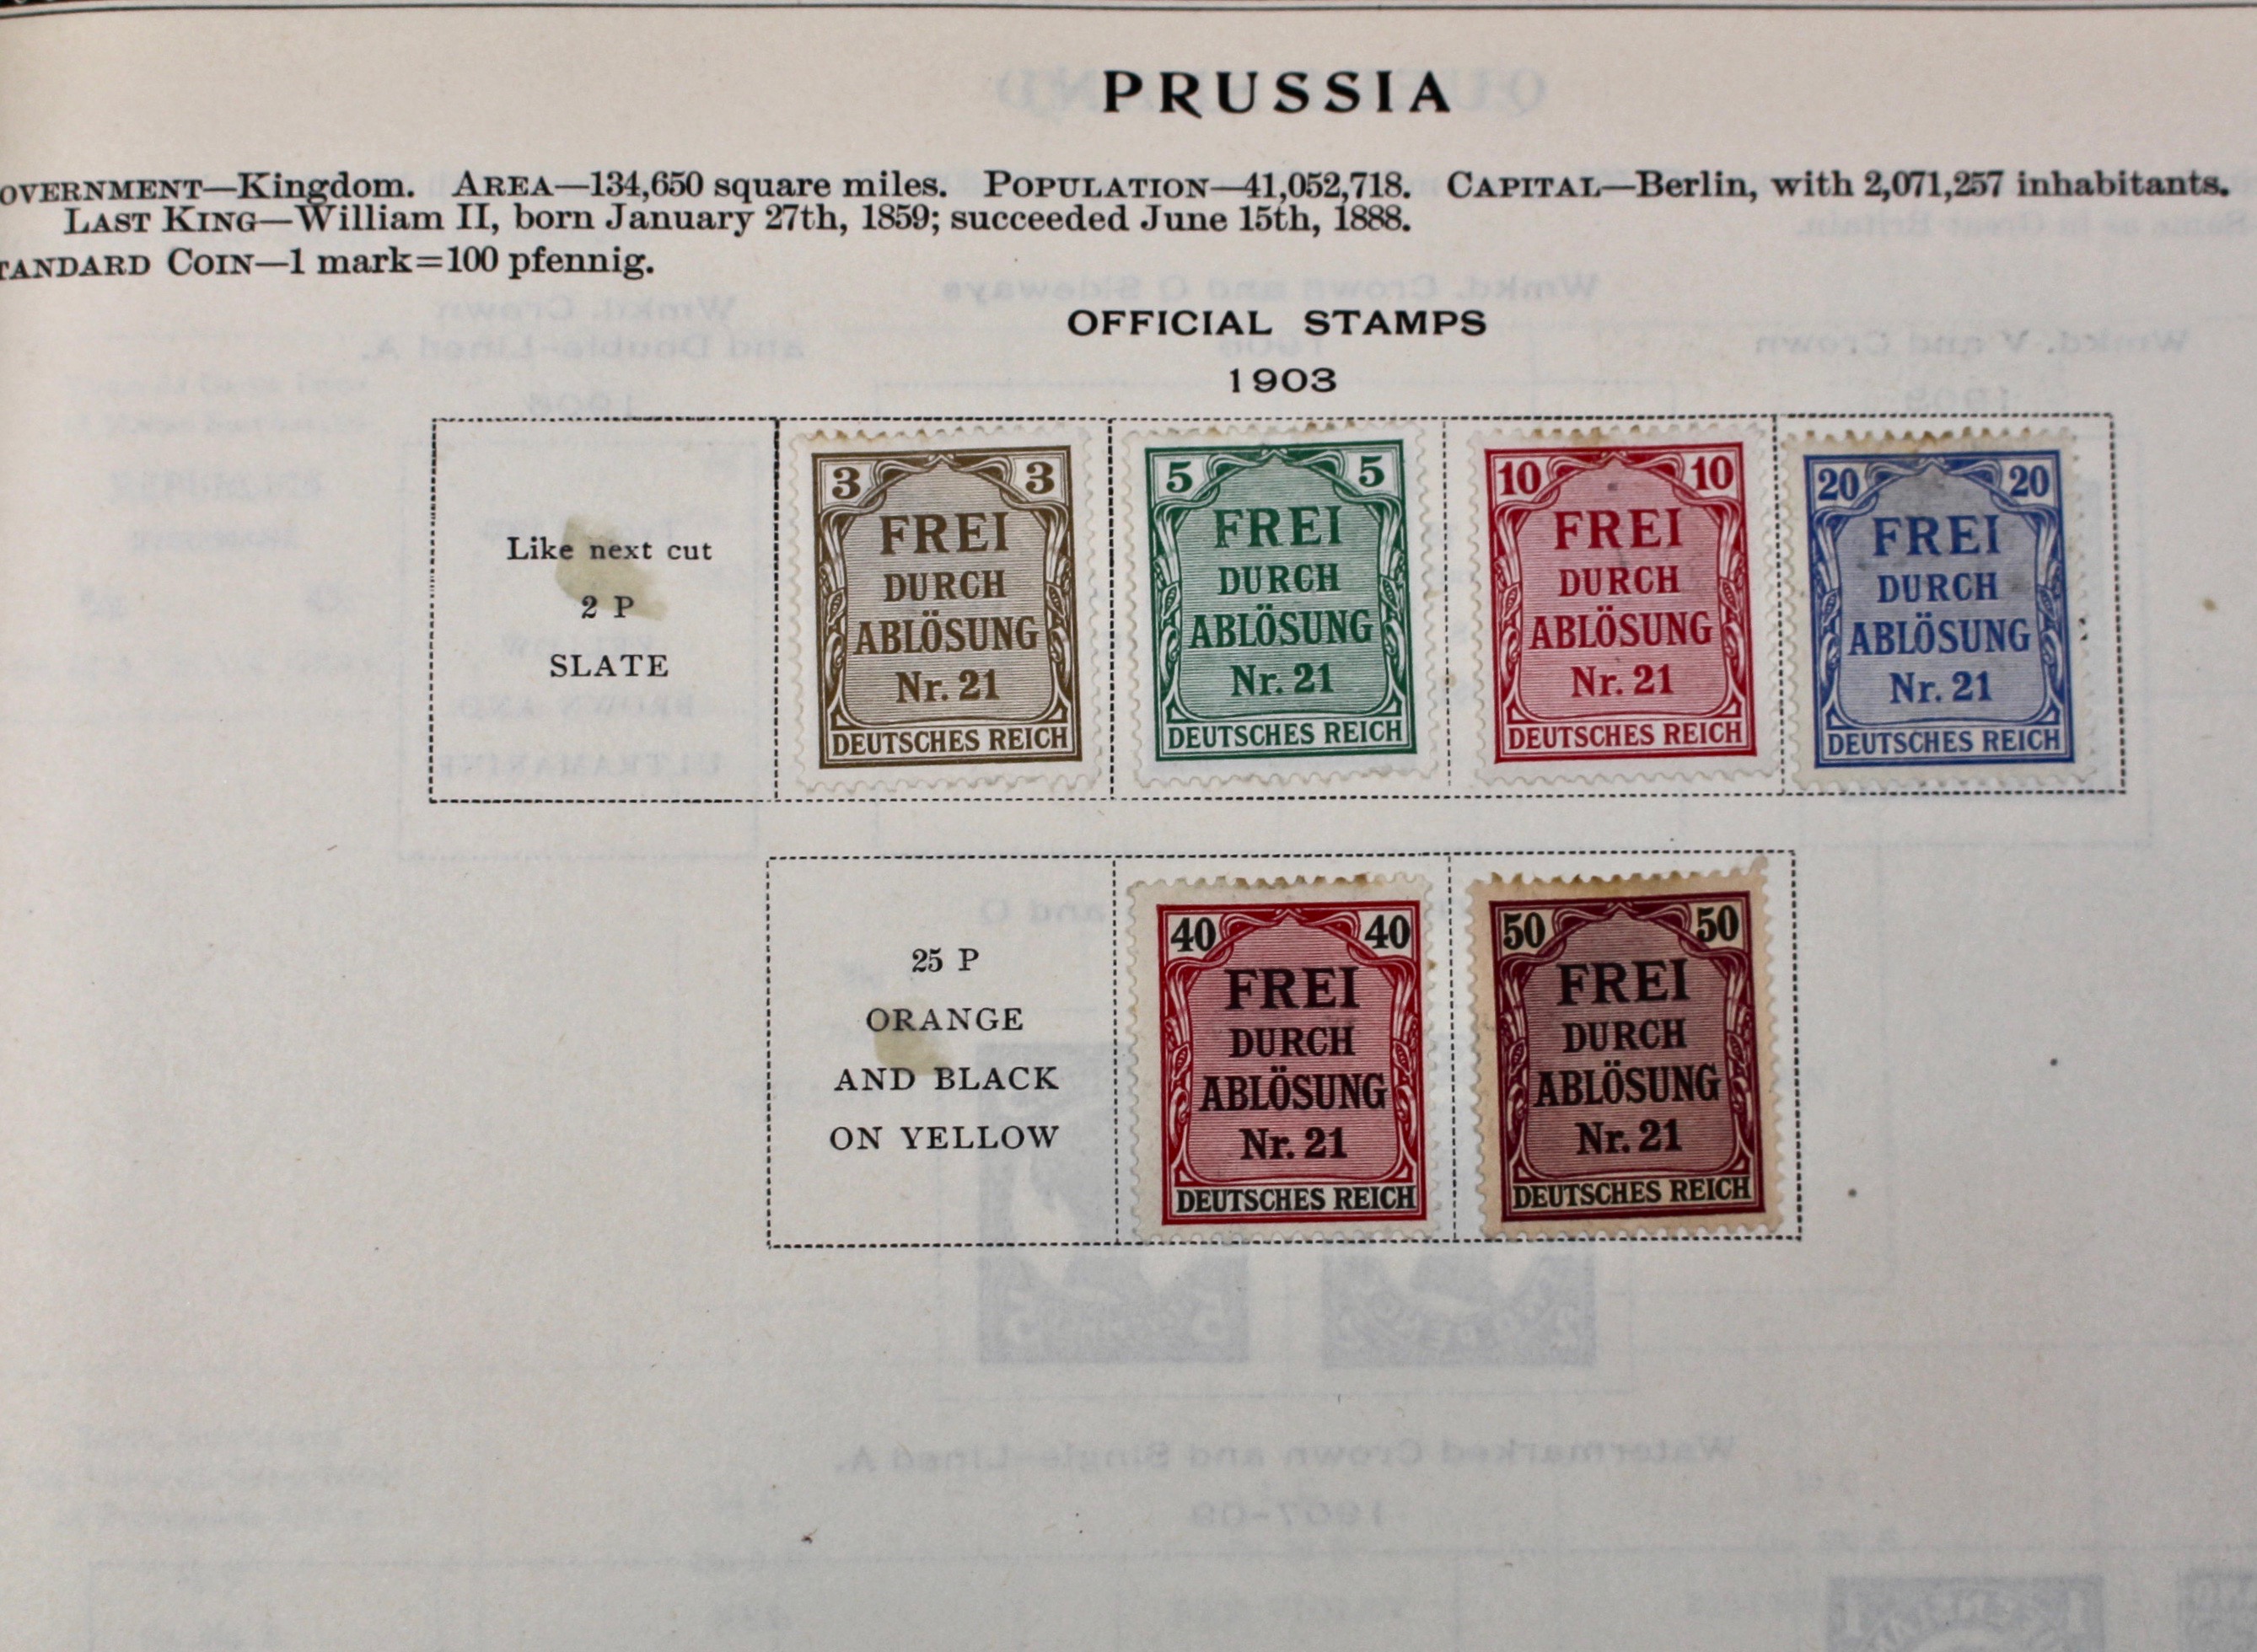 PRUSSIA
OVERNMENT—Kingdom. AREA—134,650 square miles. POPULATION—41,052,718. CAPITAL—Berlin, with 2,071,257 inhabitants.
LAST KING—William II, born January 27th, 1859; succeeded June 15th, 1888.
TANDARD COIN—1 mark=100 pfennig.
OFFICIAL STAMPS
1903
Like next cut
2 P
SLATE
3 3
FREI
DURCH
ABLÖSUNG
Nr. 21
DEUTSCHES REICH
5 5
FREI
DURCH
ABLÖSUNG
Nr. 21
DEUTSCHES REICH
10 10
FREI
DURCH
ABLÖSUNG
Nr. 21
DEUTSCHES REICH
20 20
FREI
DURCH
ABLÖSUNG
Nr. 21
DEUTSCHES REICH
25 P
ORANGE
AND BLACK
ON YELLOW
40 40
FREI
DURCH
ABLÖSUNG
Nr. 21
DEUTSCHES REICH
50 50
FREI
DURCH
ABLÖSUNG
Nr. 21
DEUTSCHES REICH